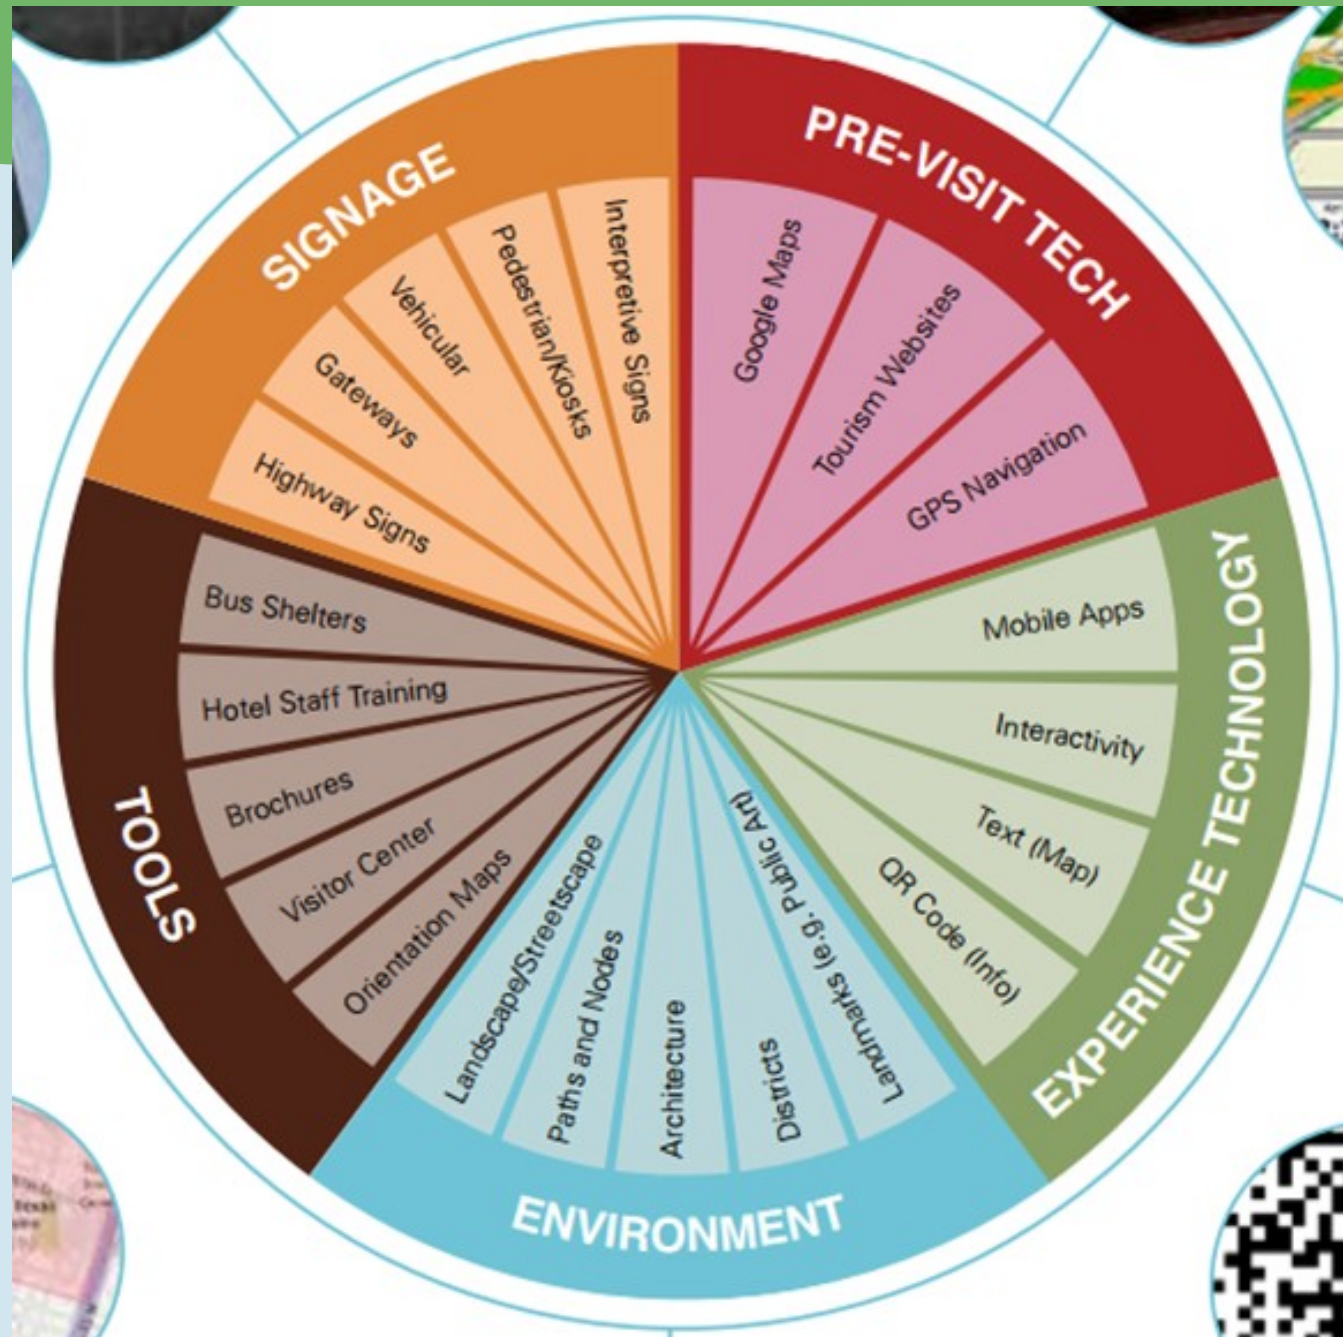 SIGNAGE
Highway Signs
Gateways
Vehicular
Pedestrian/Kiosks
Interpretive Signs
PRE-VISIT TECH
Google Maps
Tourism Websites
GPS Navigation
EXPERIENCE TECHNOLOGY
Mobile Apps
Interactivity
Text (Map)
QR Code (Info)
ENVIRONMENT
Landmarks (e.g. Public Art)
Districts
Architecture
Paths and Nodes
Landscape/Streetscape
TOOLS
Orientation Maps
Visitor Center
Brochures
Hotel Staff Training
Bus Shelters